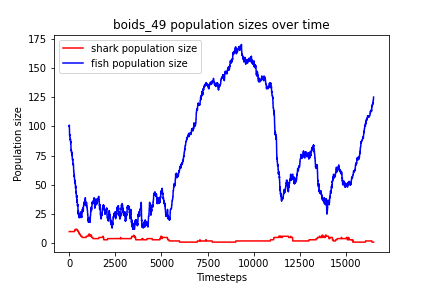 boids_49 population sizes over time
shark population size
fish population size
Population size
175
150
125
100
75
50
25
0
0 2500 5000 7500 10000 12500 15000
Timesteps